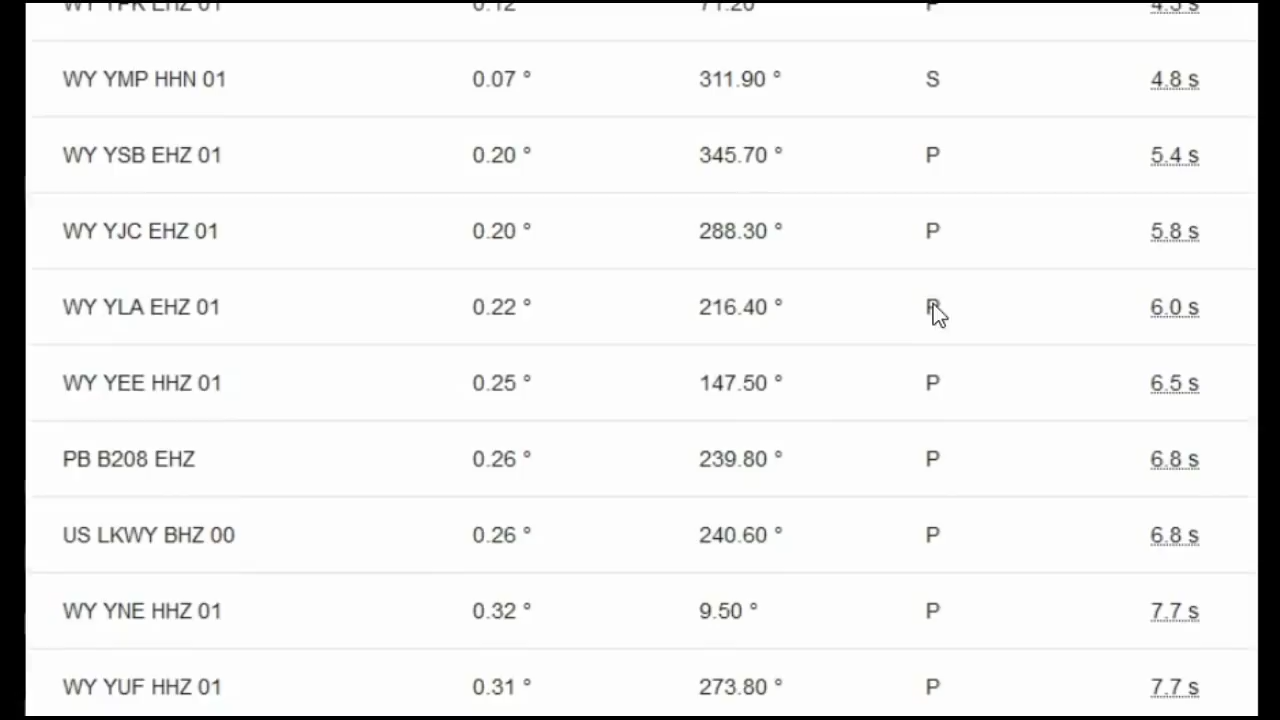 WY YMP HHN 01 0.07 ° 311.90 ° S 4.8 s
WY YSB EHZ 01 0.20 ° 345.70 ° P 5.4 s
WY YJC EHZ 01 0.20 ° 288.30 ° P 5.8 s
WY YLA EHZ 01 0.22 ° 216.40 ° P 6.0 s
WY YEE HHZ 01 0.25 ° 147.50 ° P 6.5 s
PB B208 EHZ 0.26 ° 239.80 ° P 6.8 s
US LKWY BHZ 00 0.26 ° 240.60 ° P 6.8 s
WY YNE HHZ 01 0.32 ° 9.50 ° P 7.7 s
WY YUF HHZ 01 0.31 ° 273.80 ° P 7.7 s